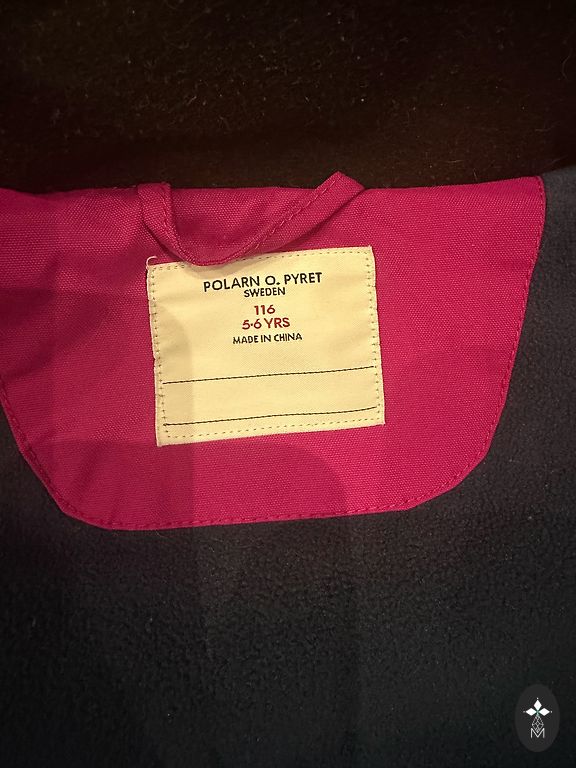 POLARN O. PYRET
SWEDEN
116
5-6 YRS
MADE IN CHINA
M